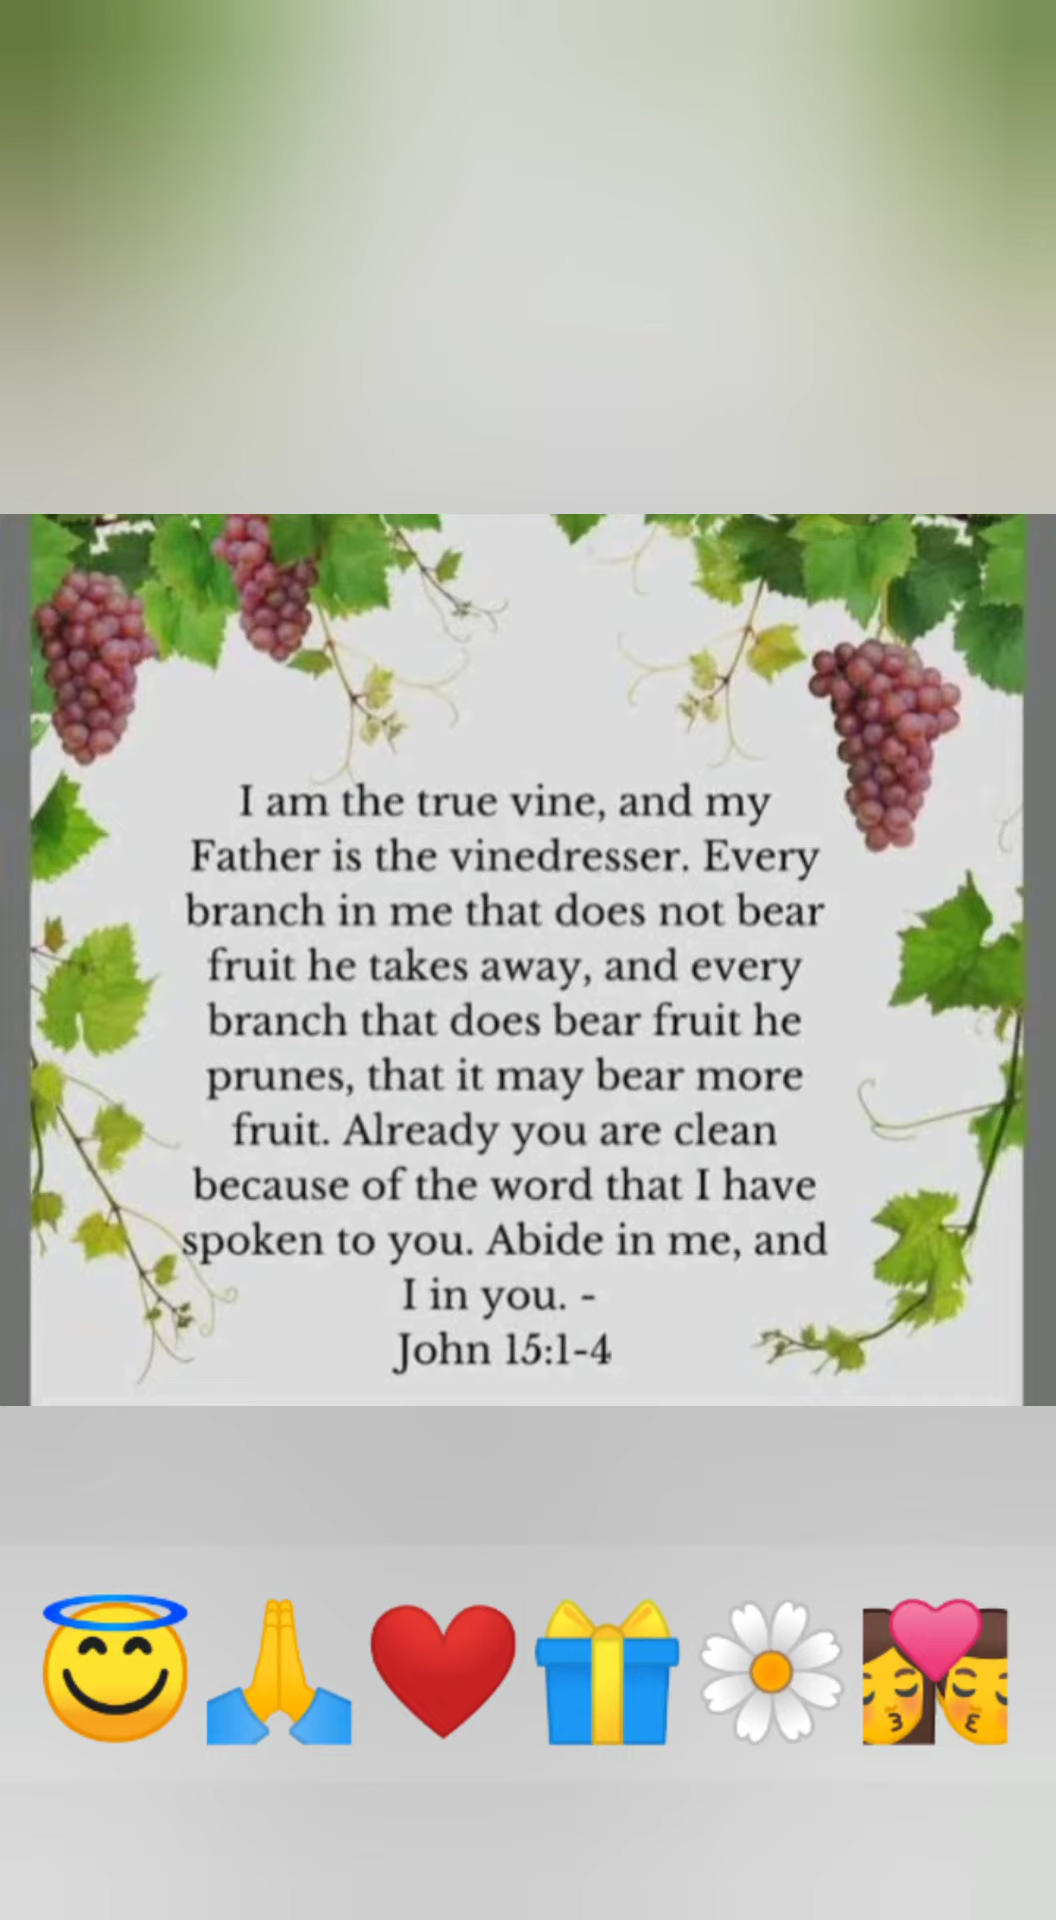 I am the true vine, and my
Father is the vinedresser. Every
branch in me that does not bear
fruit he takes away, and every
branch that does bear fruit he
prunes, that it may bear more
fruit. Already you are clean
because of the word that I have
spoken to you. Abide in me, and
I in you. -
John 15:1-4